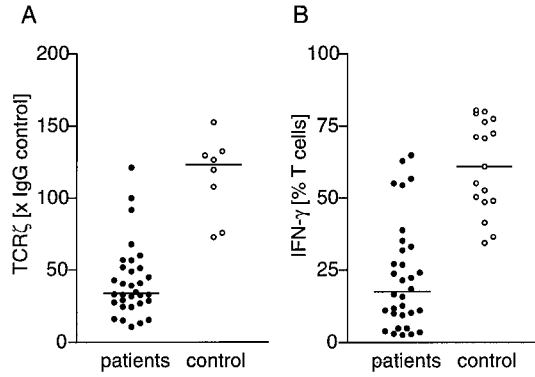 A
B
200
150
100
50
0
TCRζ [x IgG control]
patients control
100
75
50
25
0
IFN-γ [% T cells]
patients control